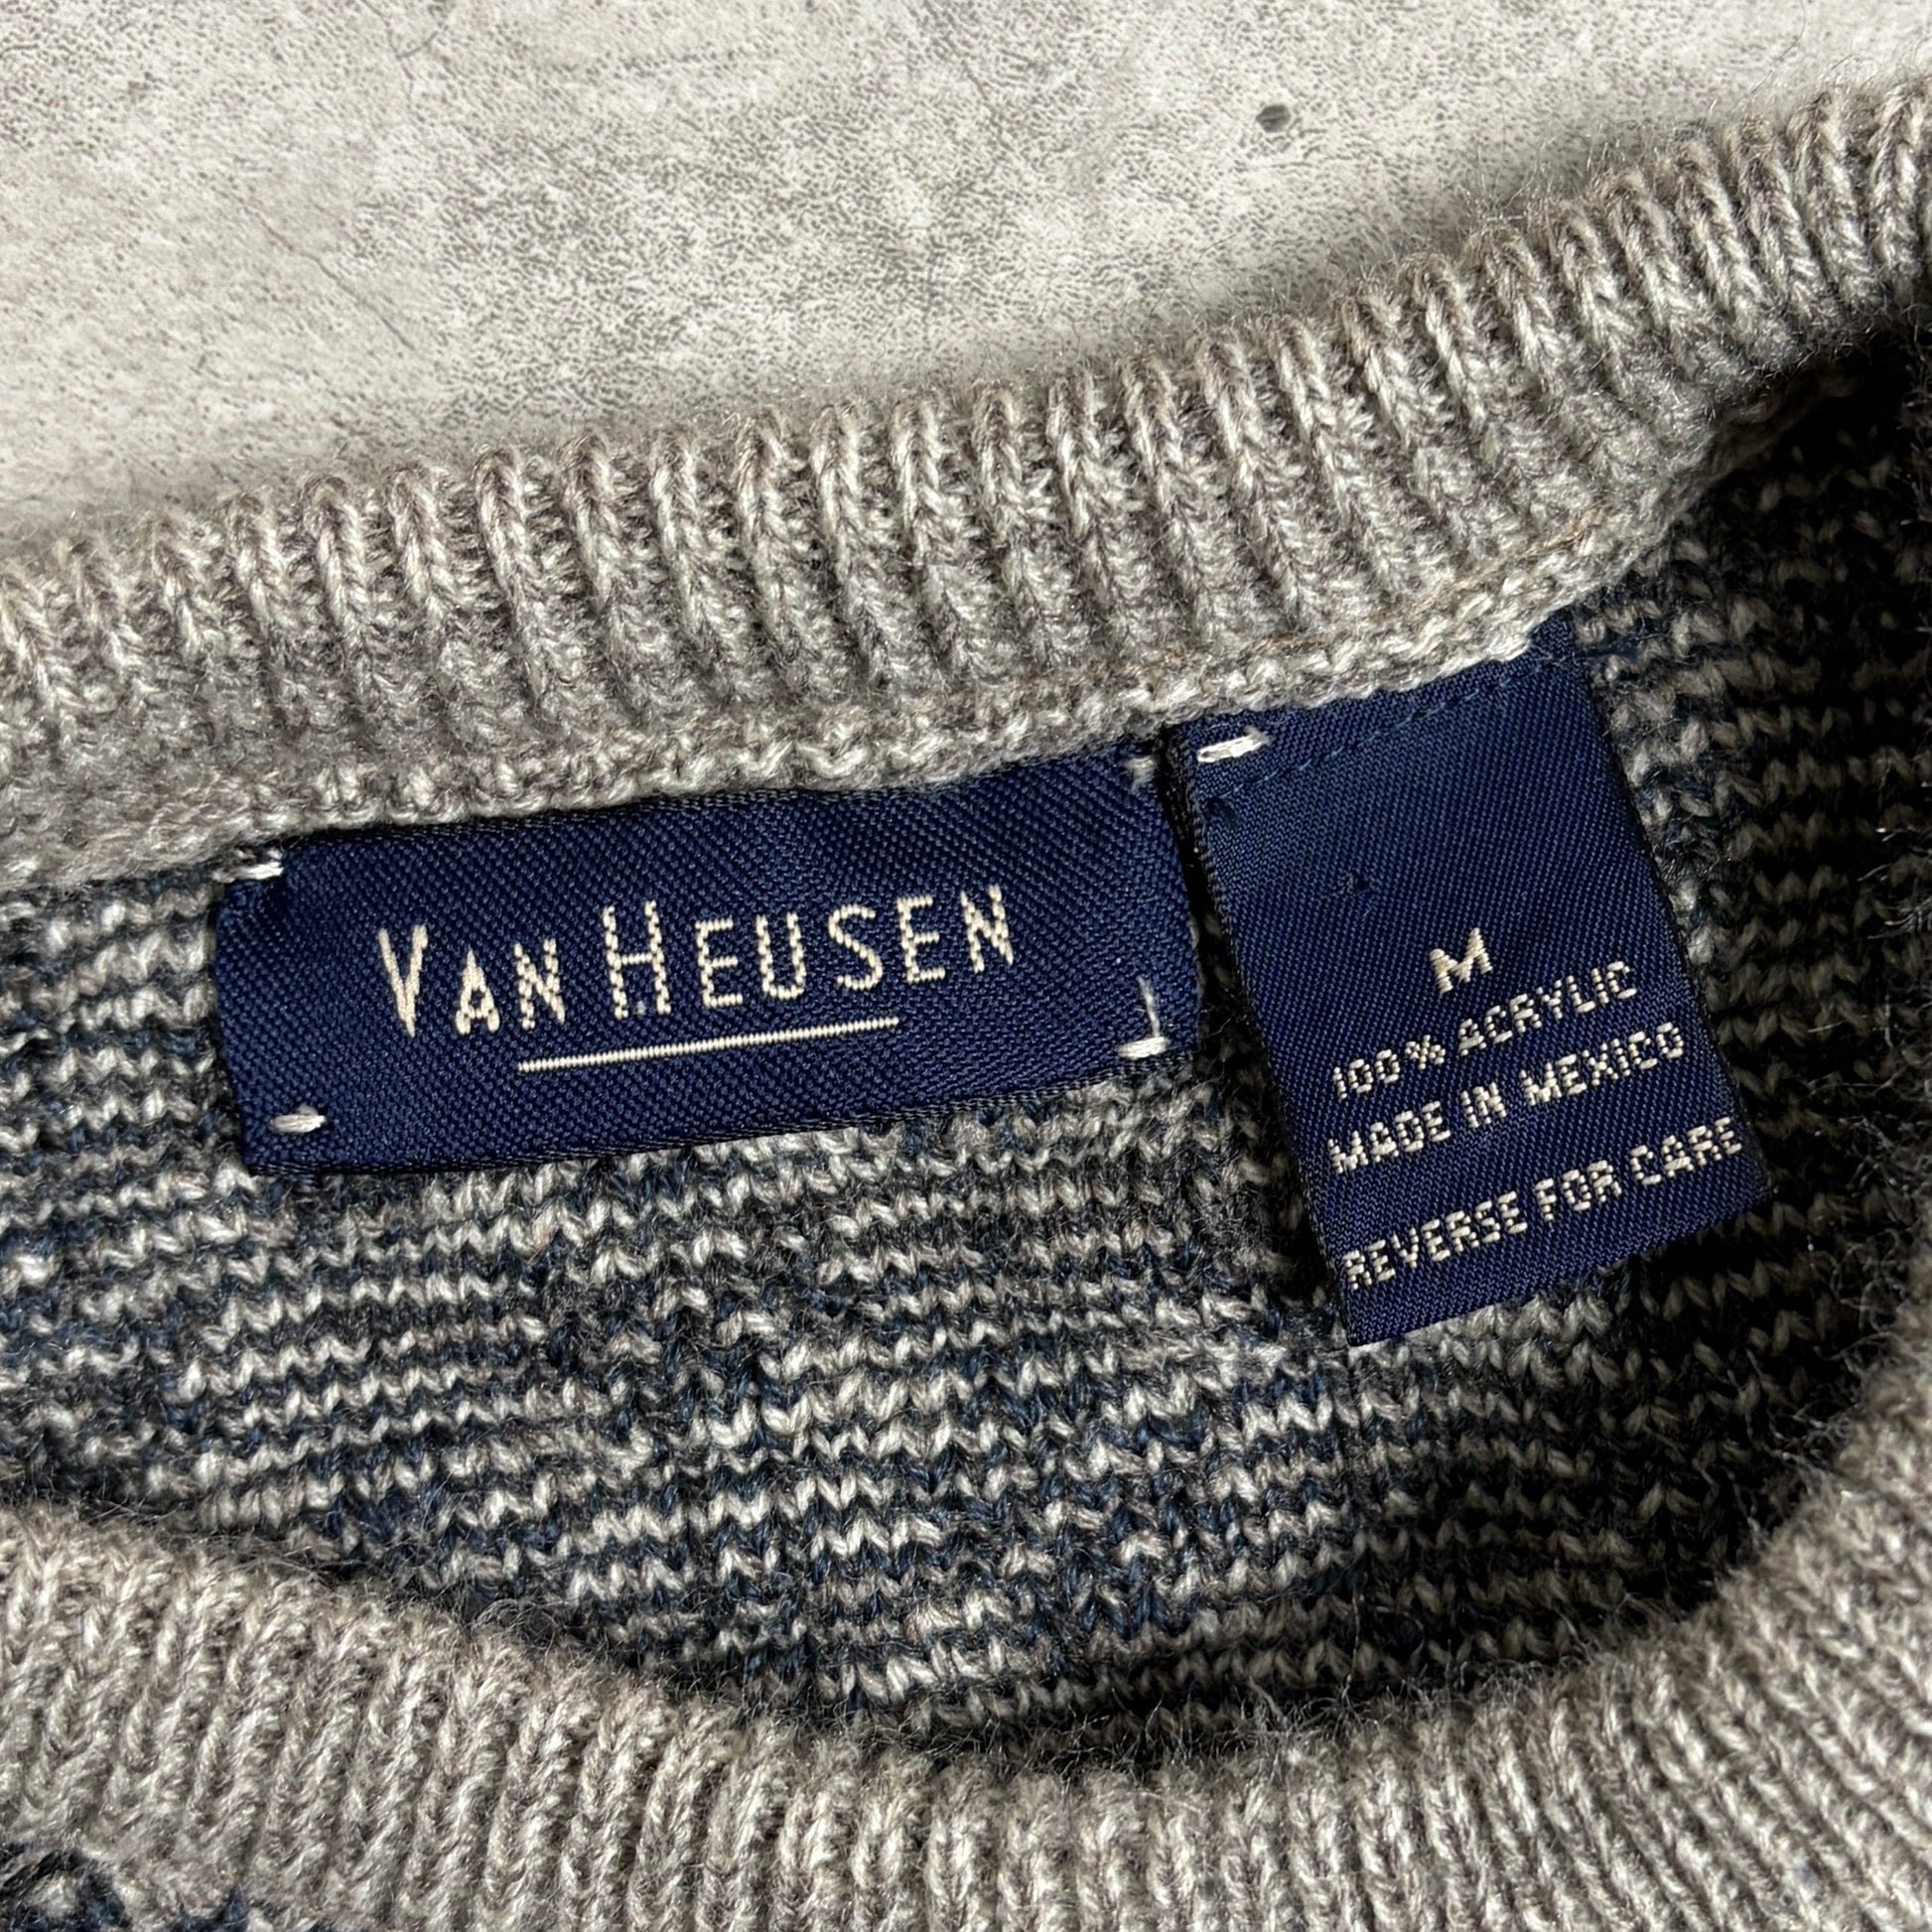 VAN HEUSEN
M
100% ACRYLIC
MADE IN MEXICO
REVERSE FOR CARE